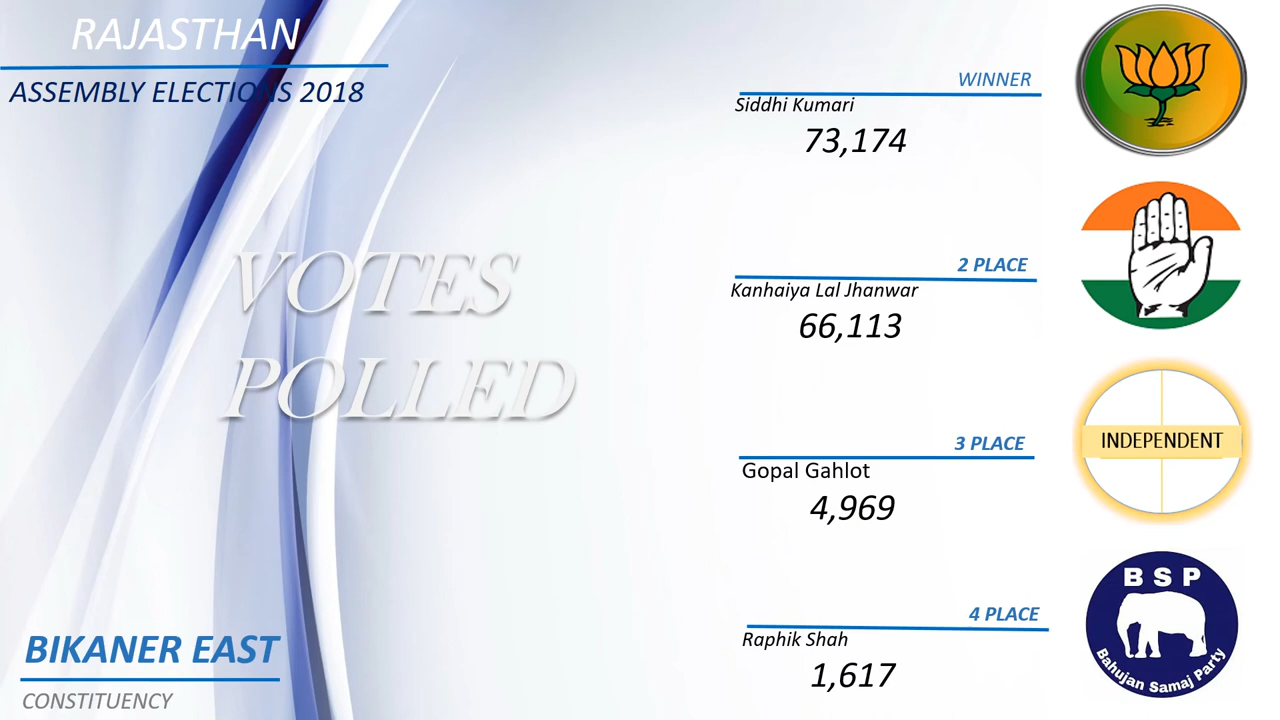 RAJASTHAN
ASSEMBLY ELECTIONS 2018
VOTES
POLLED
BIKANER EAST
CONSTITUENCY
WINNER
Siddhi Kumari
73,174
2 PLACE
Kanhaiya Lal Jhanwar
66,113
3 PLACE
Gopal Gahlot
4,969
INDEPENDENT
4 PLACE
Raphik Shah
1,617
BSP
Bahujan Samaj Party